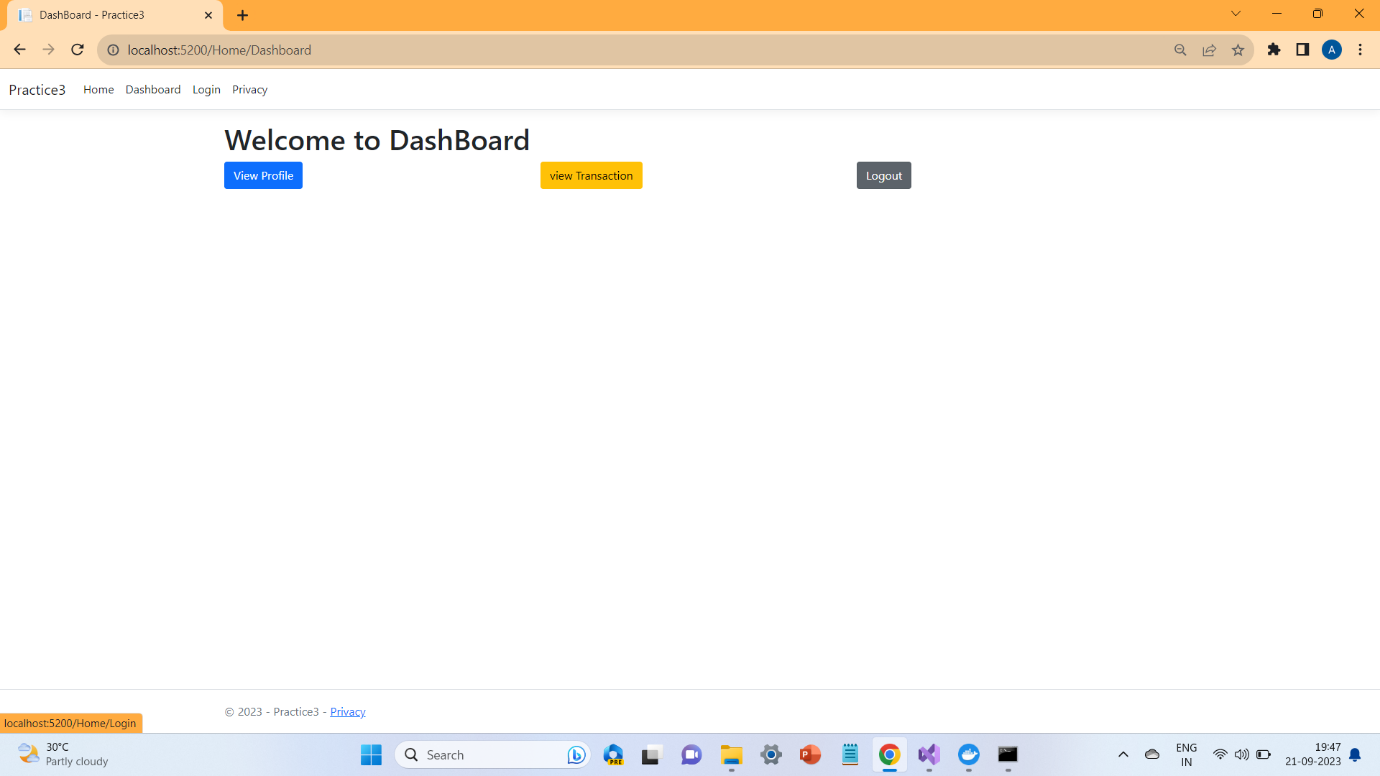 DashBoard - Practice3
localhost:5200/Home/Dashboard
A
Practice3 Home Dashboard Login Privacy
Welcome to DashBoard
View Profile view Transaction Logout
© 2023 - Practice3 - Privacy
localhost:5200/Home/Login
30°C
Partly cloudy
Search
PRE
ENG
IN
19:47
21-09-2023